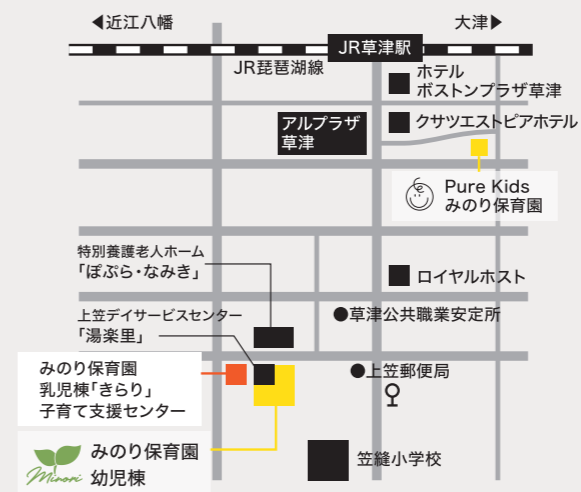 ◀近江八幡
大津▶
JR草津駅
JR琵琶湖線
ホテル
ボストンプラザ草津
アルプラザ
草津
クサツエストピアホテル
Pure Kids
みのり保育園
特別養護老人ホーム
「ぽぷら・なみき」
ロイヤルホスト
上笠デイサービスセンター
「湯楽里」
●草津公共職業安定所
みのり保育園
乳児棟「きらり」
子育て支援センター
●上笠郵便局
Minori
みのり保育園
幼児棟
笠縫小学校